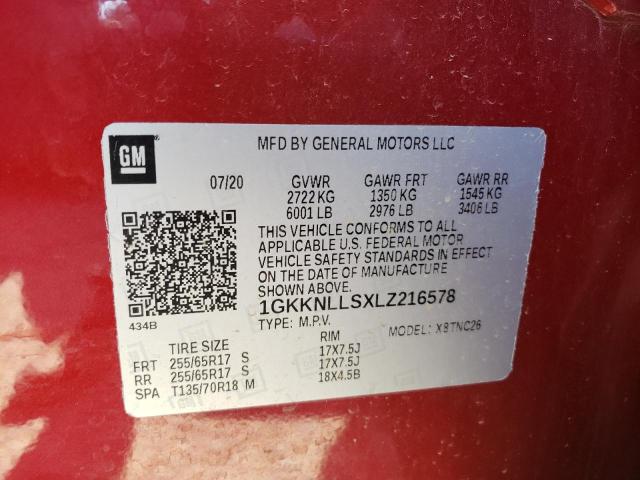 GM
MFD BY GENERAL MOTORS LLC
07/20 GVWR GAWR FRT GAWR RR
2722 KG 1350 KG 1545 KG
6001 LB 2976 LB 3406 LB
THIS VEHICLE CONFORMS TO ALL
APPLICABLE U.S. FEDERAL MOTOR
VEHICLE SAFETY STANDARDS IN EFFECT
ON THE DATE OF MANUFACTURE
SHOWN ABOVE.
434B
1GKKNLLSXLZ216578
TYPE: M.P.V. MODEL: X8TNC26
TIRE SIZE RIM
FRT 255/65R17 S 17X7.5J
RR 255/65R17 S 17X7.5J
SPA T135/70R18 M 18X4.5B